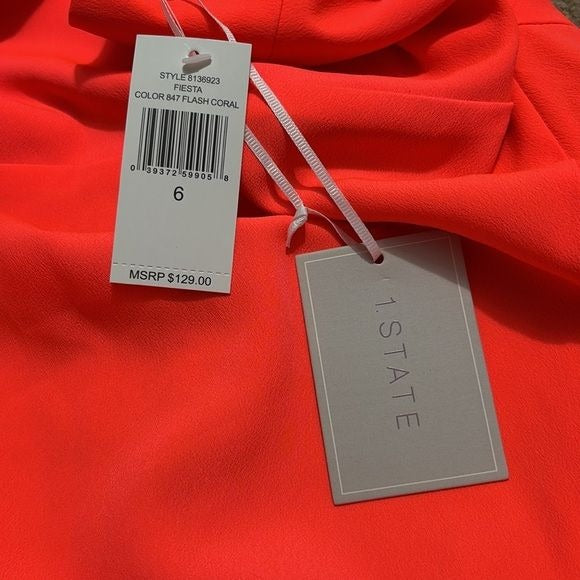 STYLE 8136923
FIESTA
COLOR 847 FLASH CORAL
0 39372 59905 8
6
MSRP $129.00
1.STATE